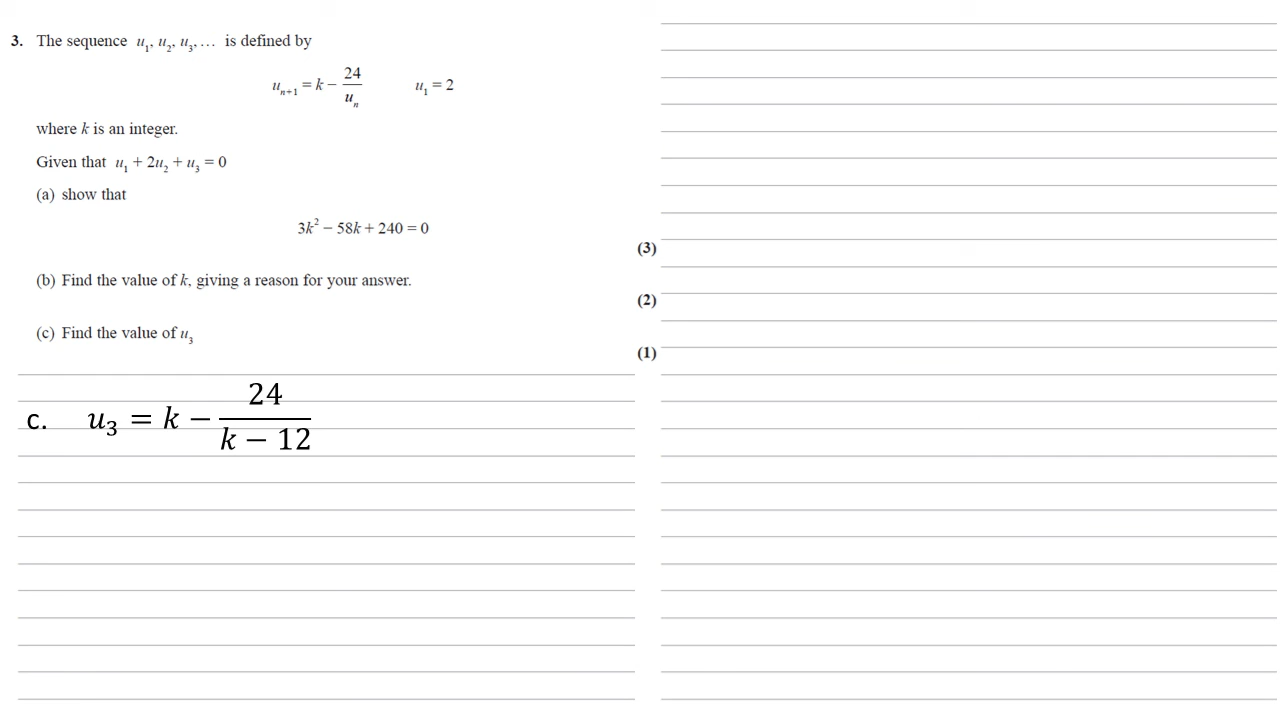 3. The sequence u₁, u₂, u₃, … is defined by
uₙ₊₁ = k − 24/uₙ    u₁ = 2
where k is an integer.
Given that u₁ + 2u₂ + u₃ = 0
(a) show that
3k² − 58k + 240 = 0
(3)
(b) Find the value of k, giving a reason for your answer.
(2)
(c) Find the value of u₃
(1)
c. u₃ = k − 24/(k − 12)